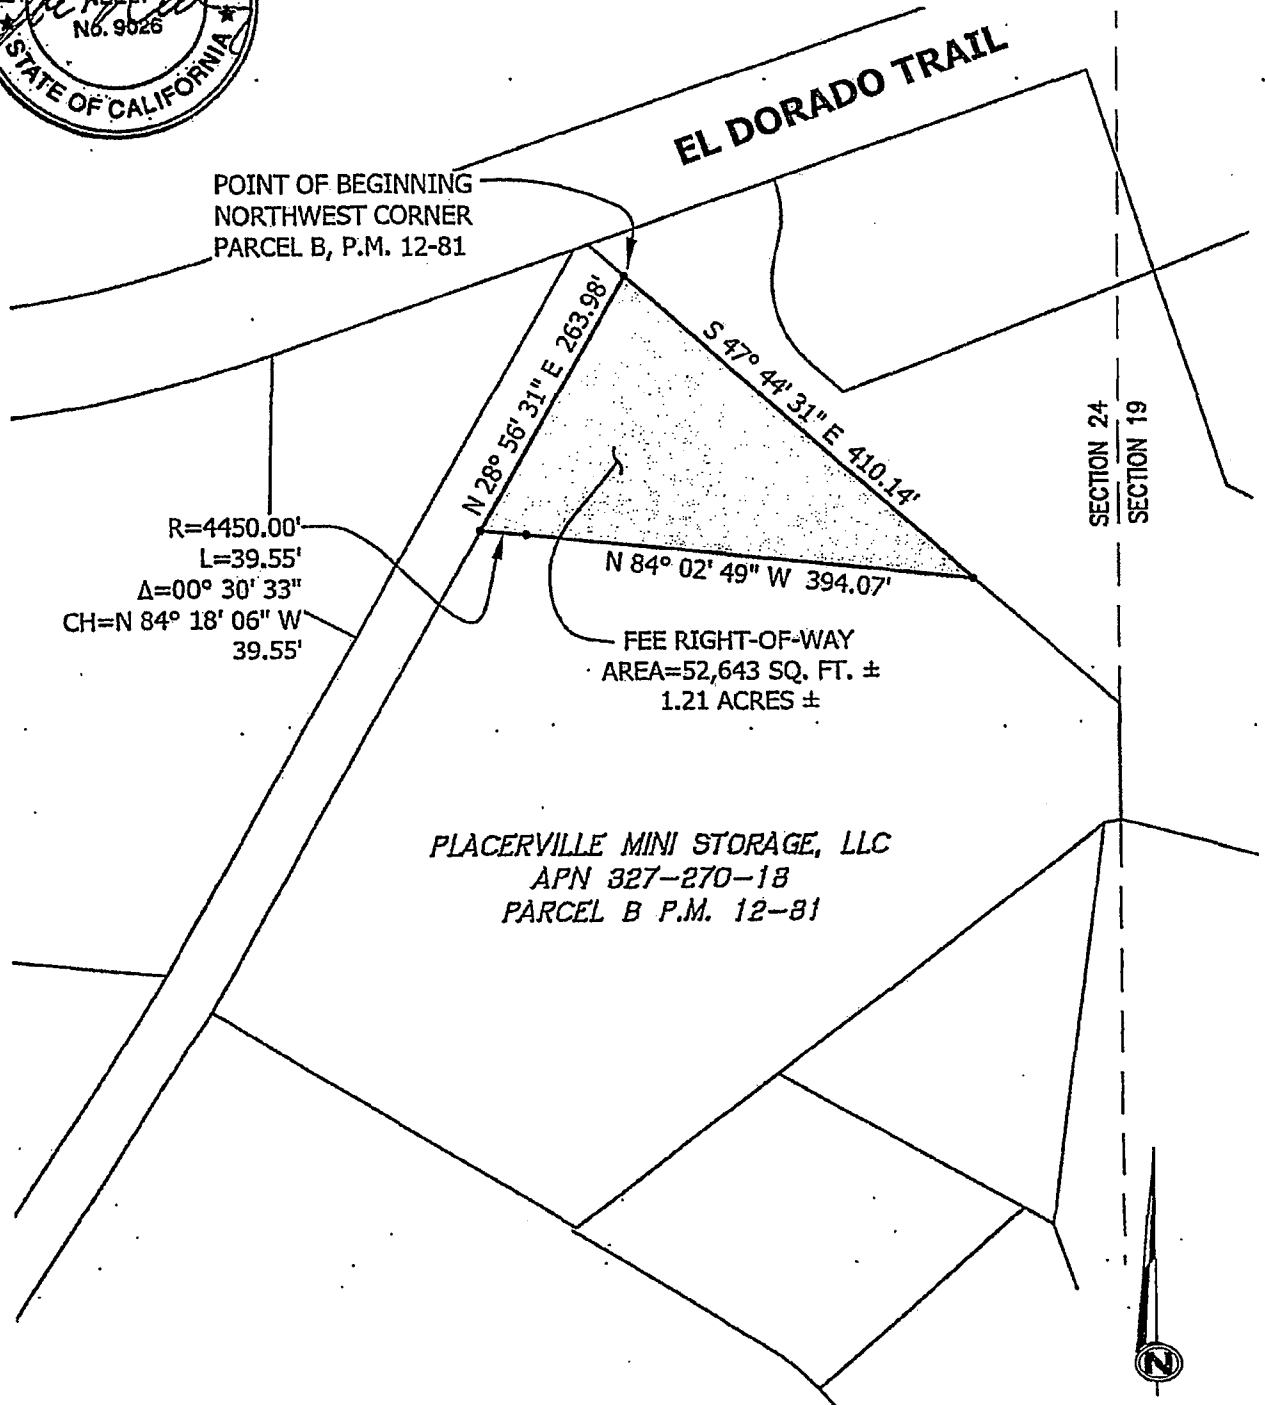 No. 9026
STATE OF CALIFORNIA
EL DORADO TRAIL
POINT OF BEGINNING
NORTHWEST CORNER
PARCEL B, P.M. 12-81
N 28° 56' 31" E 263.98'
S 47° 44' 31" E 410.14'
SECTION 24
SECTION 19
R=4450.00'
L=39.55'
Δ=00° 30' 33"
CH=N 84° 18' 06" W
39.55'
N 84° 02' 49" W 394.07'
FEE RIGHT-OF-WAY
AREA=52,643 SQ. FT. ±
1.21 ACRES ±
PLACERVILLE MINI STORAGE, LLC
APN 327-270-18
PARCEL B P.M. 12-81
N